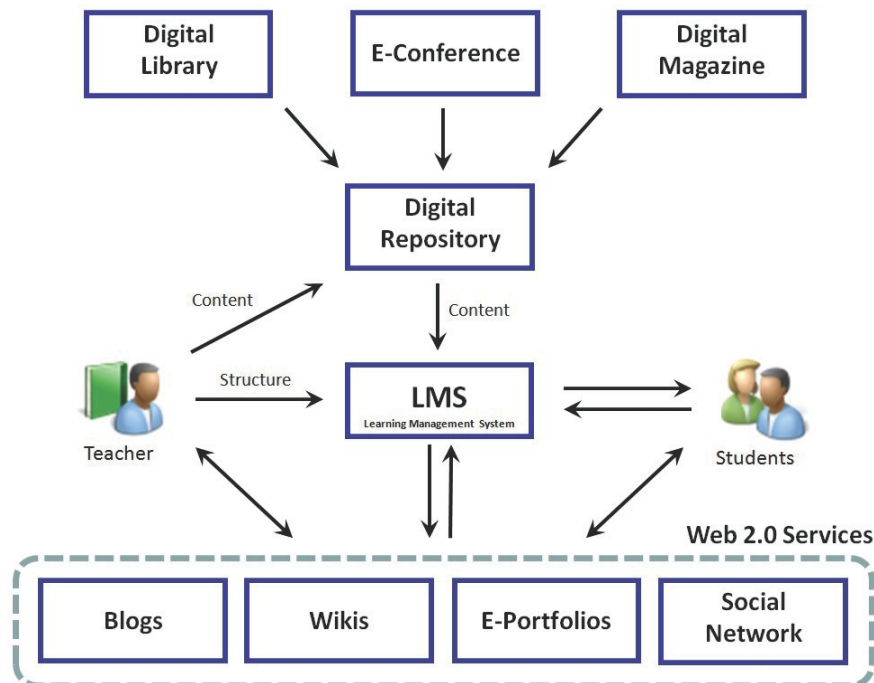 Digital
Library
E-Conference
Digital
Magazine
Digital
Repository
Content
Content
Structure
LMS
Learning Management System
Teacher
Students
Web 2.0 Services
Blogs
Wikis
E-Portfolios
Social
Network